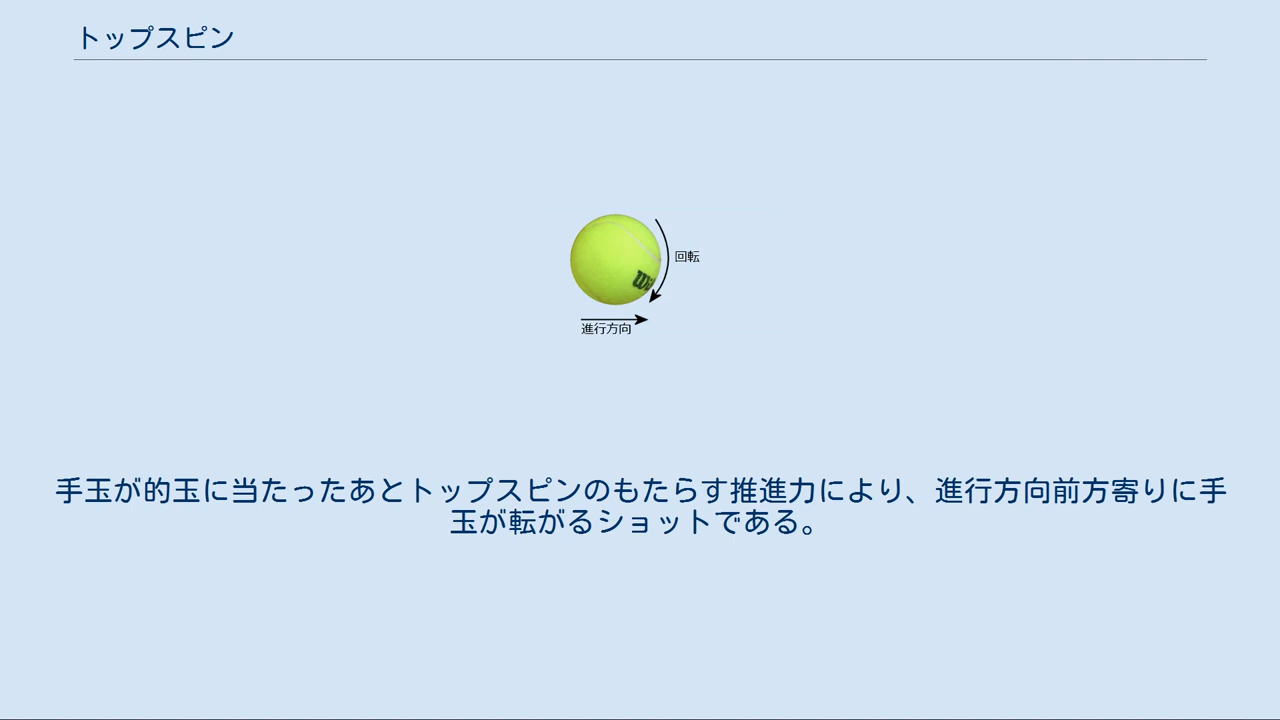 トップスピン
回転
進行方向
手玉が的玉に当たったあとトップスピンのもたらす推進力により、進行方向前方寄りに手
玉が転がるショットである。